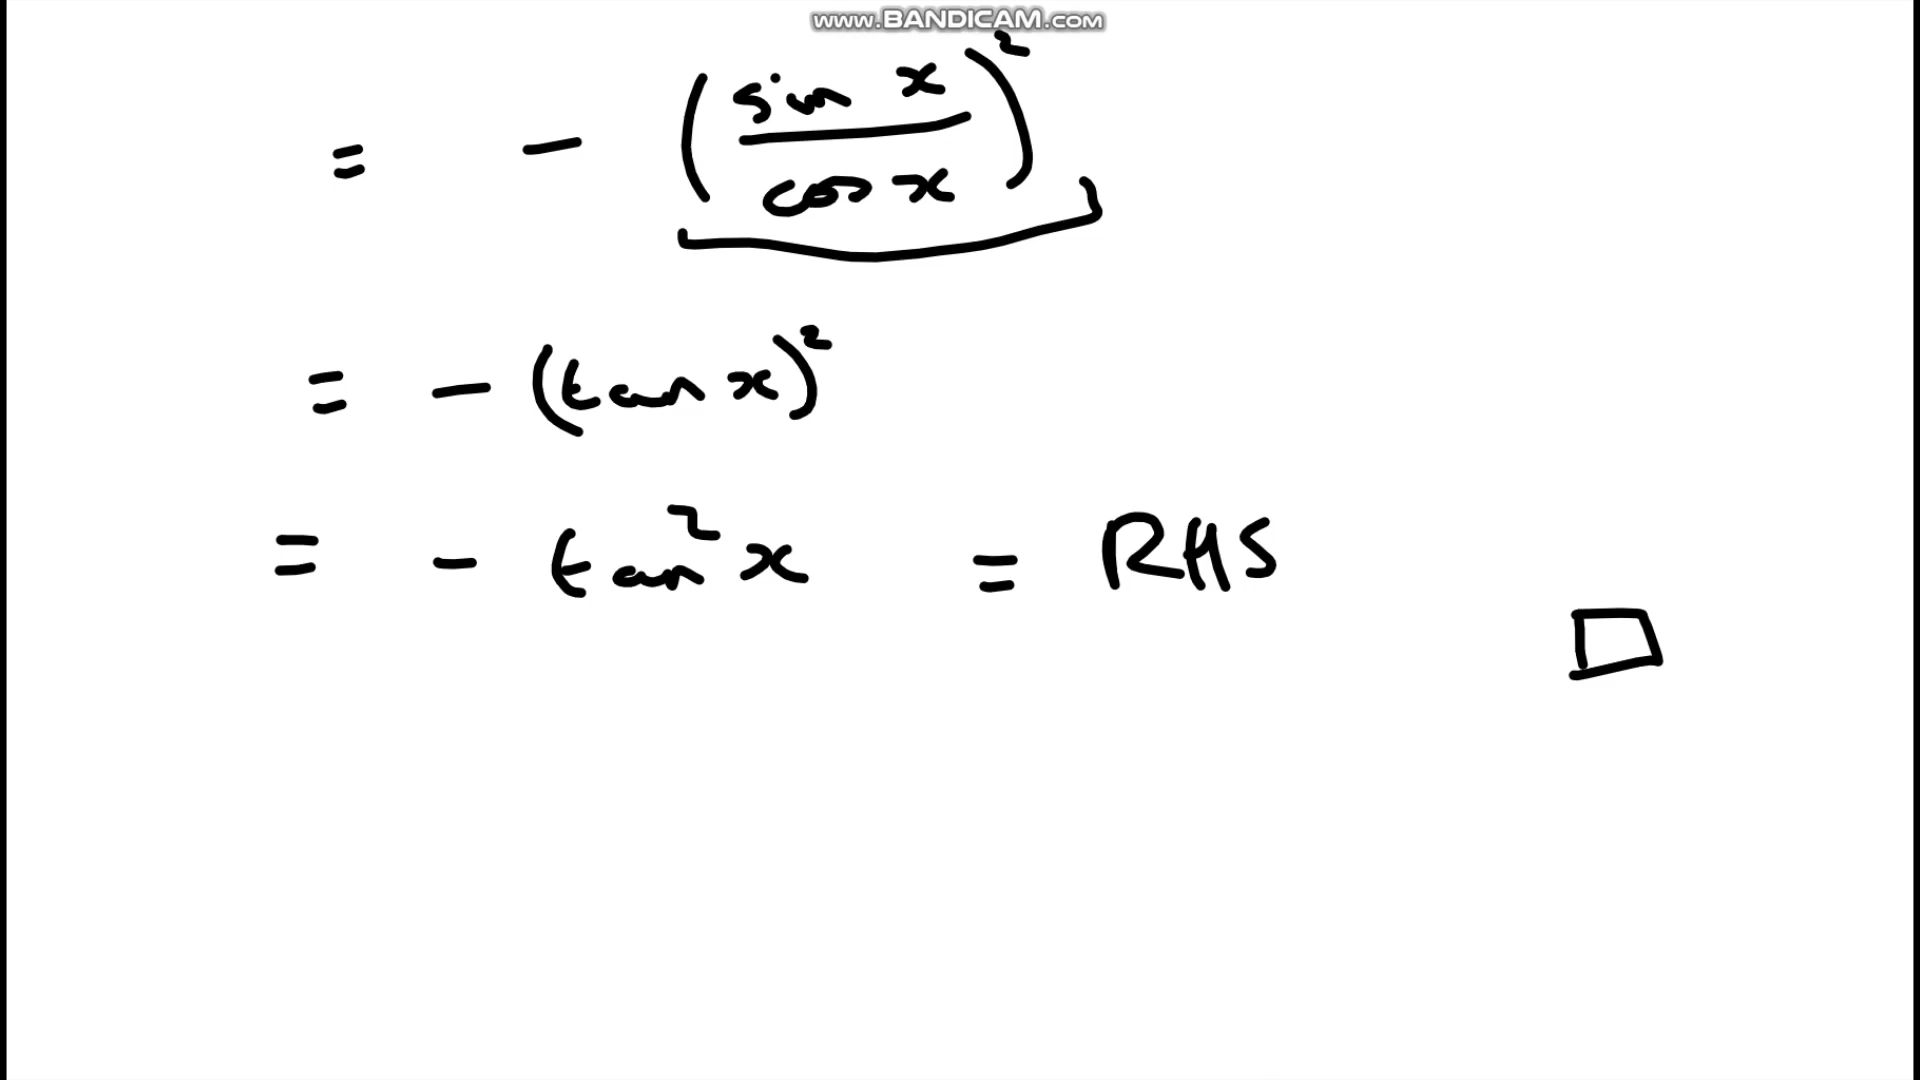 www.BANDICAM.com
= - (sin x / cos x)²
= - (tan x)²
= - tan² x = RHS